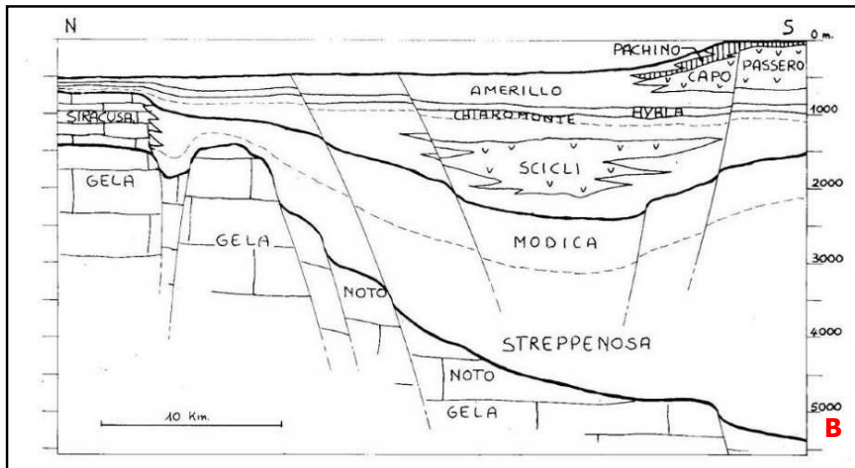 N
S
0 m.
PACHINO
CAPO
PASSERO
AMERILLO
1000
CHIAROMONTE
HYBLA
SIRACUSA
SCICLI
GELA
2000
MODICA
GELA
3000
NOTO
4000
STREPPENOSA
NOTO
GELA
10 Km.
5000
B